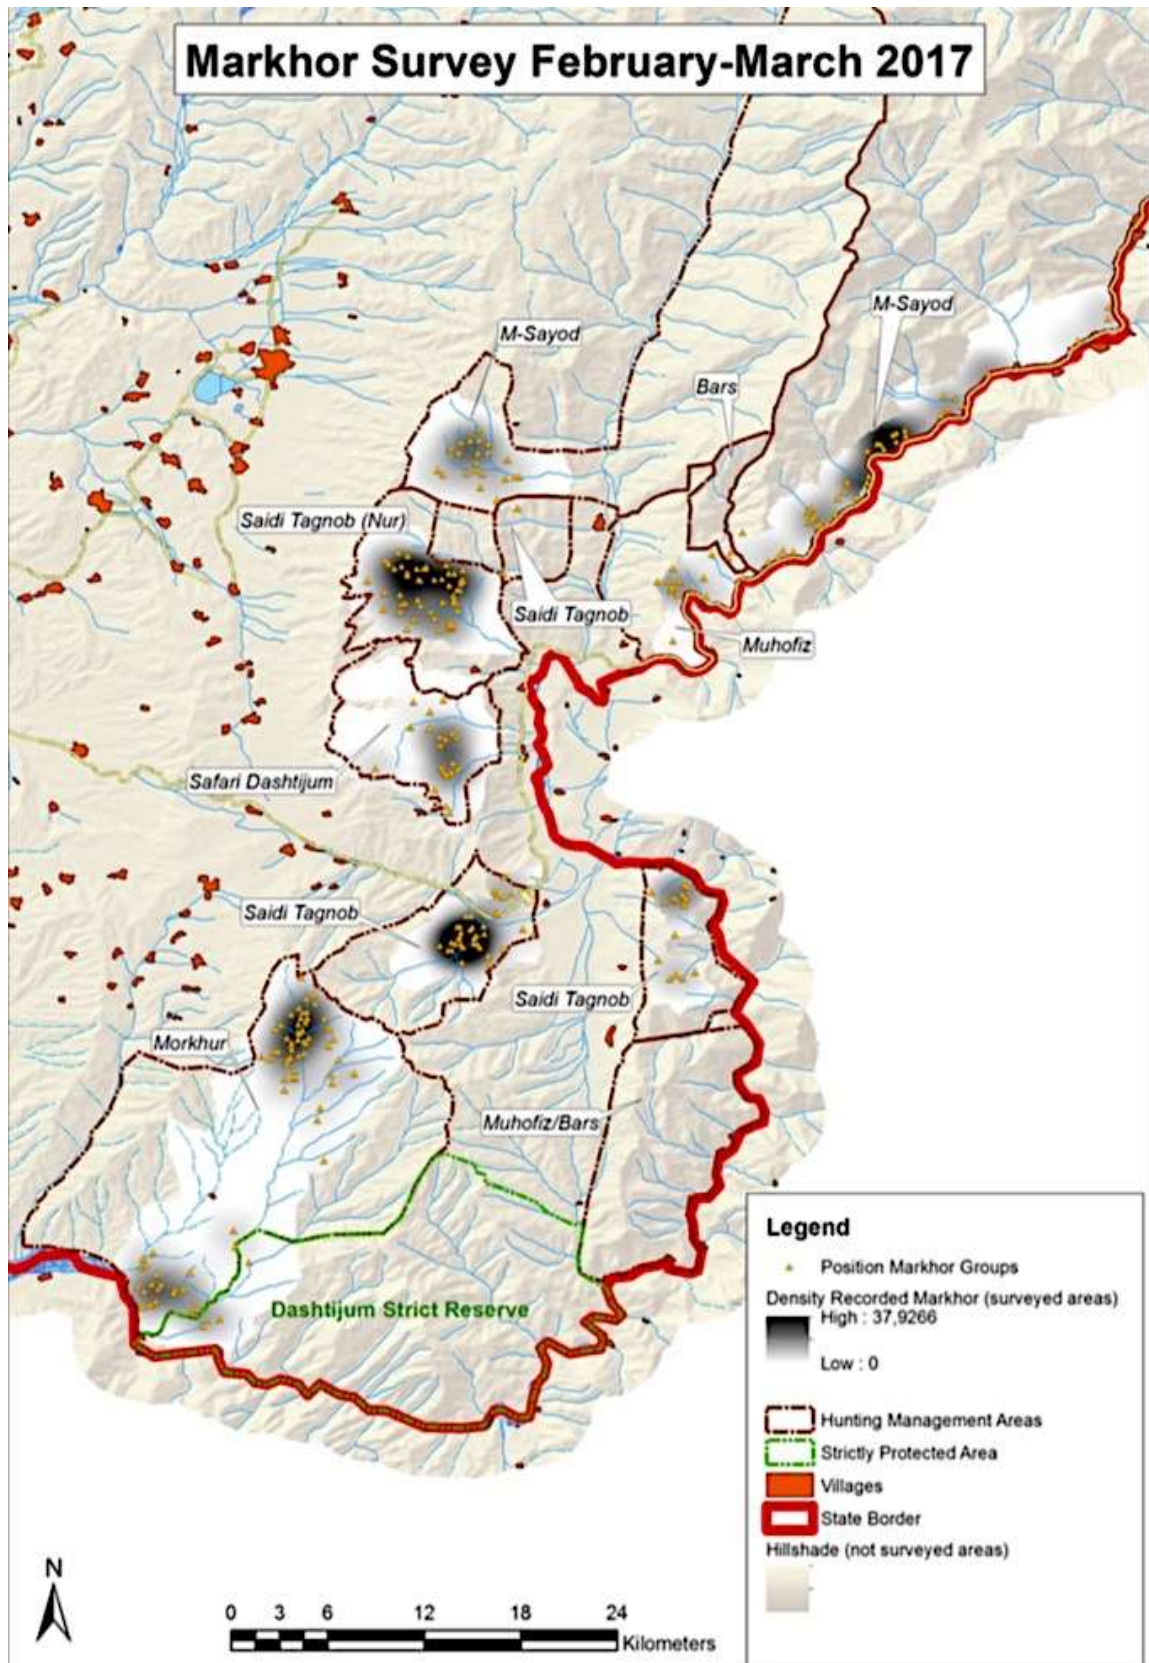 Markhor Survey February-March 2017
M-Sayod
M-Sayod
Bars
Saidi Tagnob (Nur)
Saidi Tagnob
Muhofiz
Safari Dashtijum
Saidi Tagnob
Saidi Tagnob
Morkhur
Muhofiz/Bars
Dashtijum Strict Reserve
Legend
Position Markhor Groups
Density Recorded Markhor (surveyed areas)
High : 37,9266
Low : 0
Hunting Management Areas
Strictly Protected Area
Villages
State Border
Hillshade (not surveyed areas)
N
0 3 6 12 18 24
Kilometers